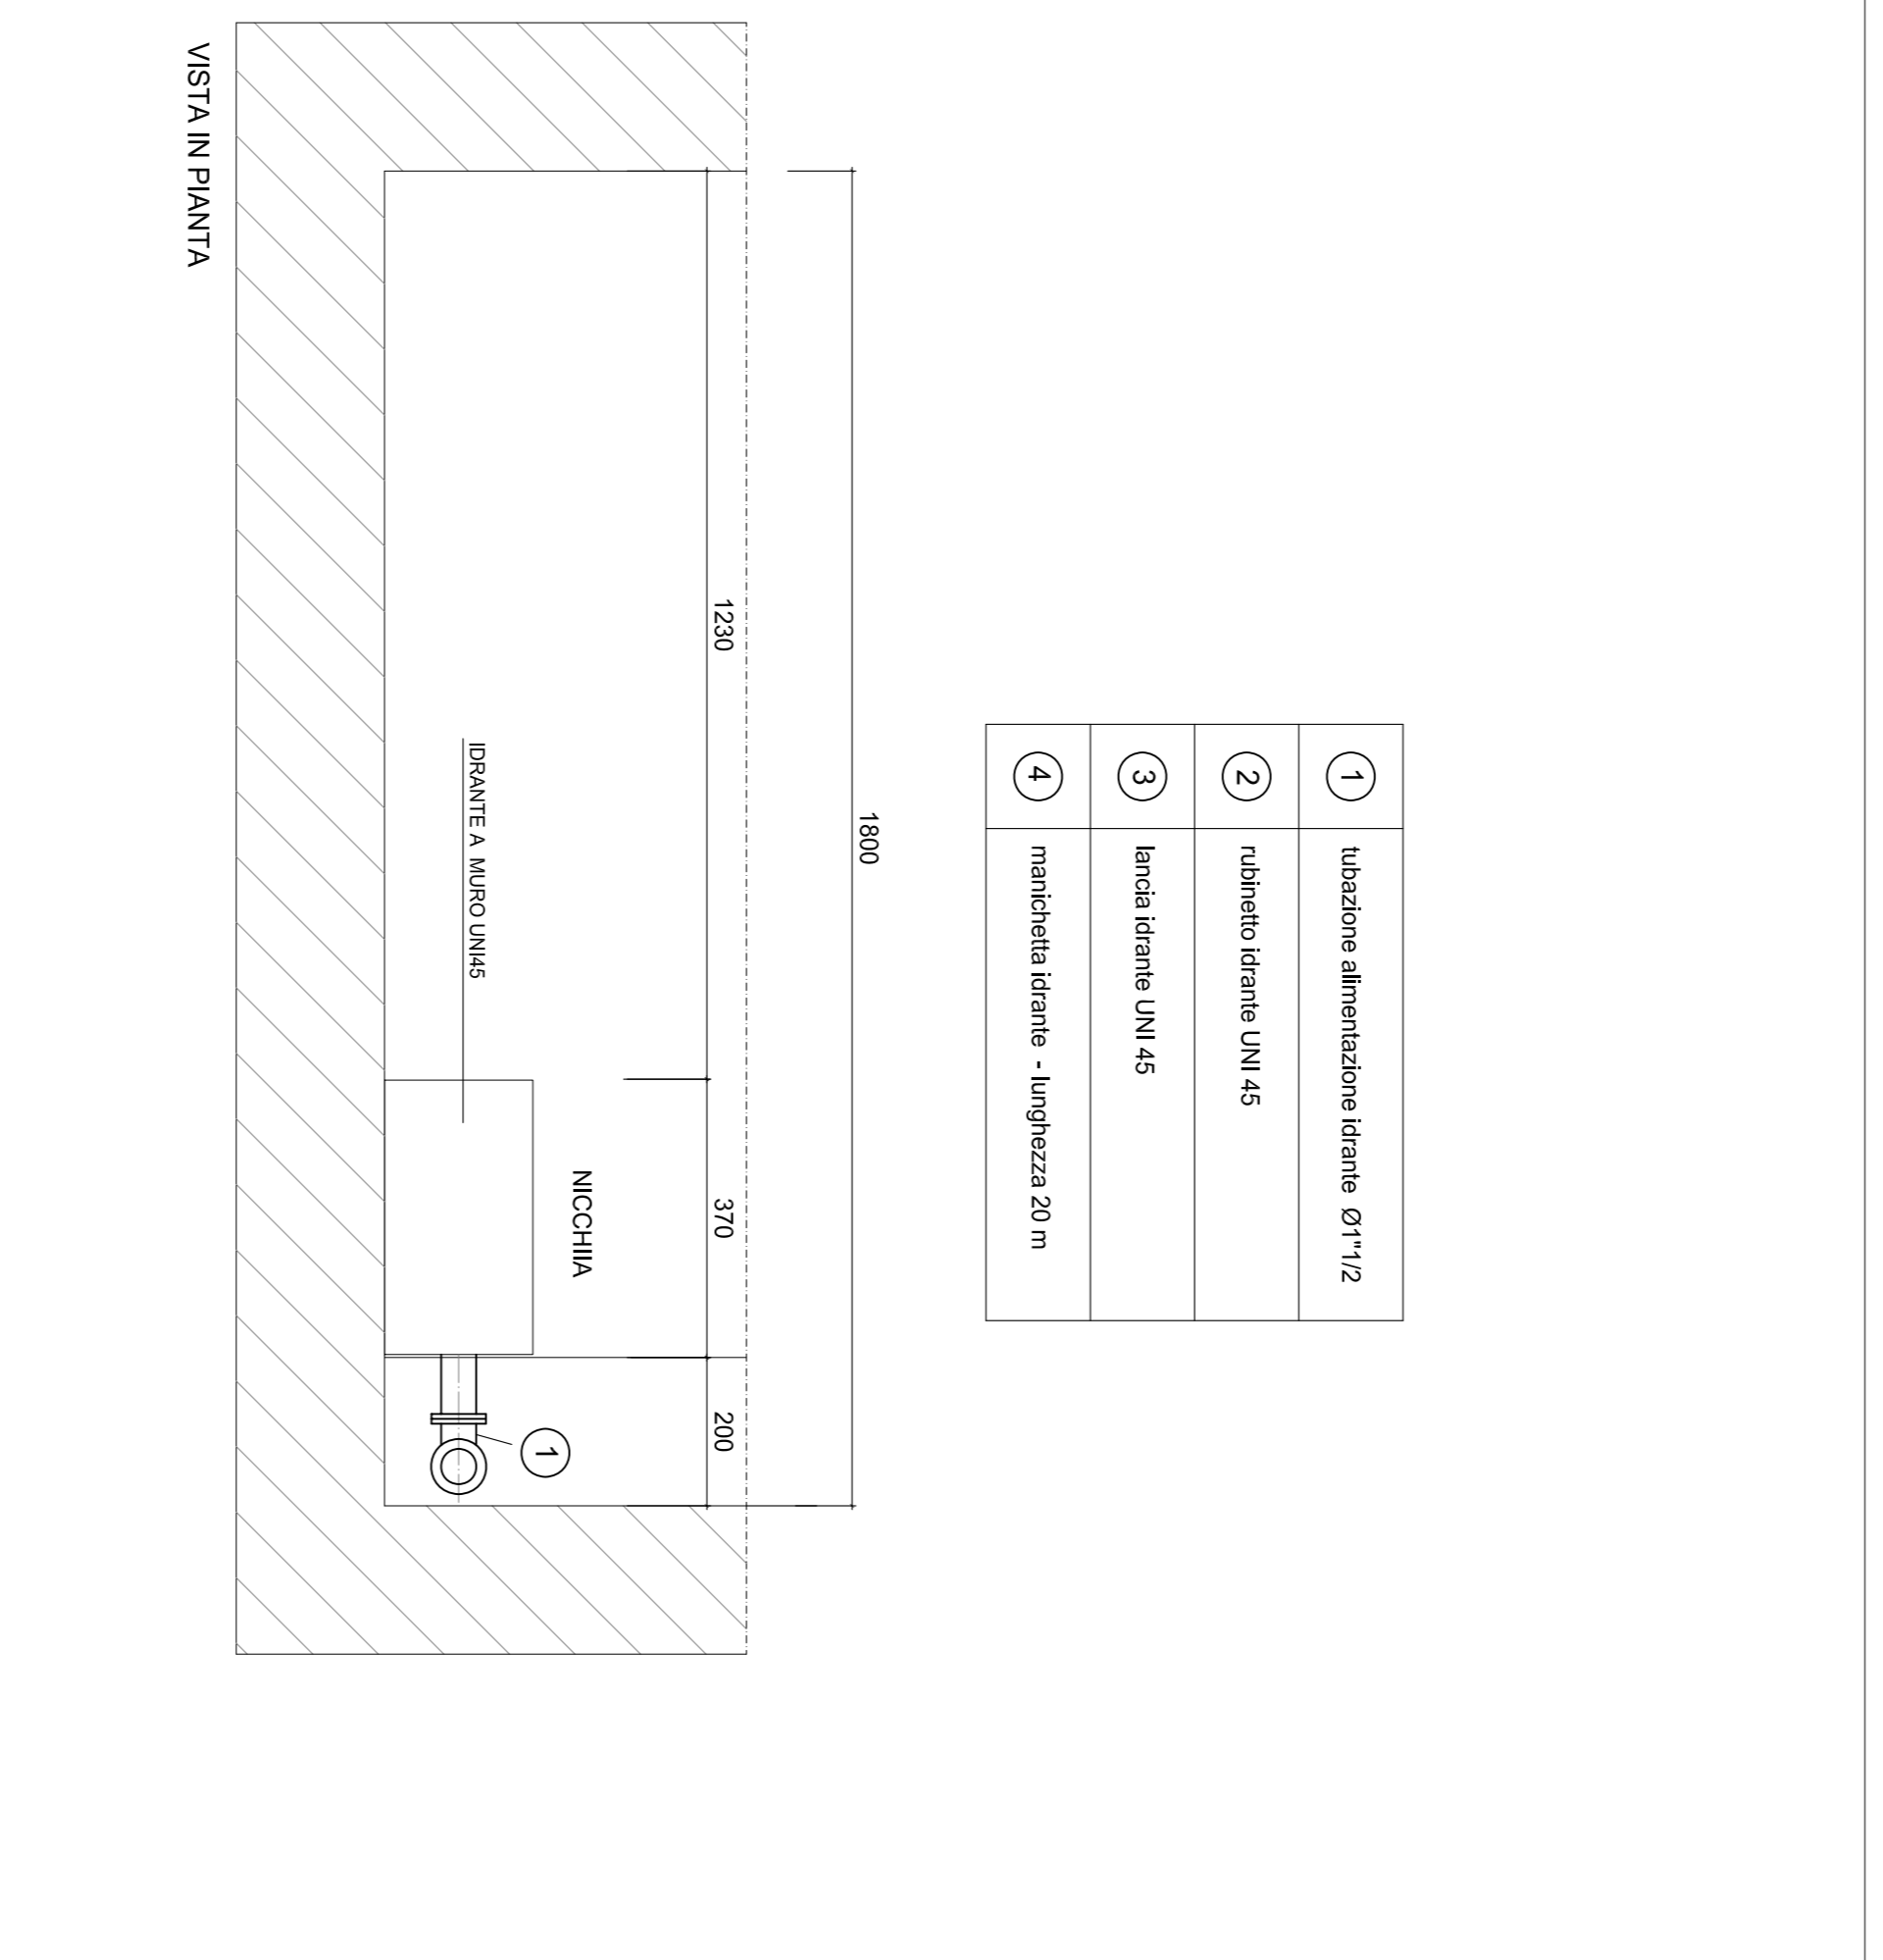 1 tubazione alimentazione idrante Ø1"1/2
2 rubinetto idrante UNI 45
3 lancia idrante UNI 45
4 manichetta idrante - lunghezza 20 m
1800
1230
370
200
NICCHIIA
1
IDRANTE A MURO UNI45
VISTA IN PIANTA